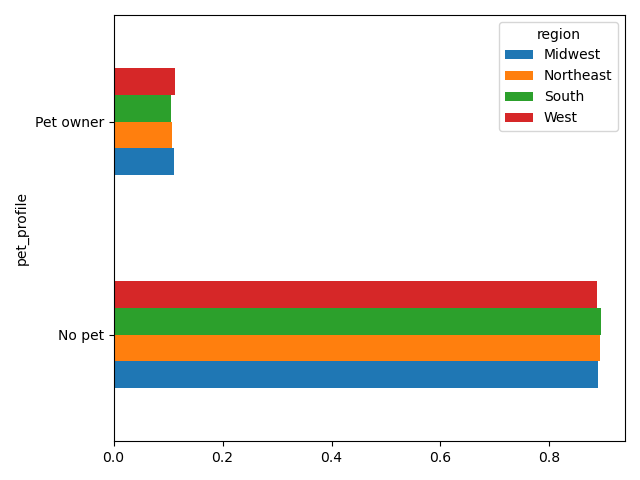 region
Midwest
Northeast
South
West
pet_profile
Pet owner
No pet
0.0 0.2 0.4 0.6 0.8